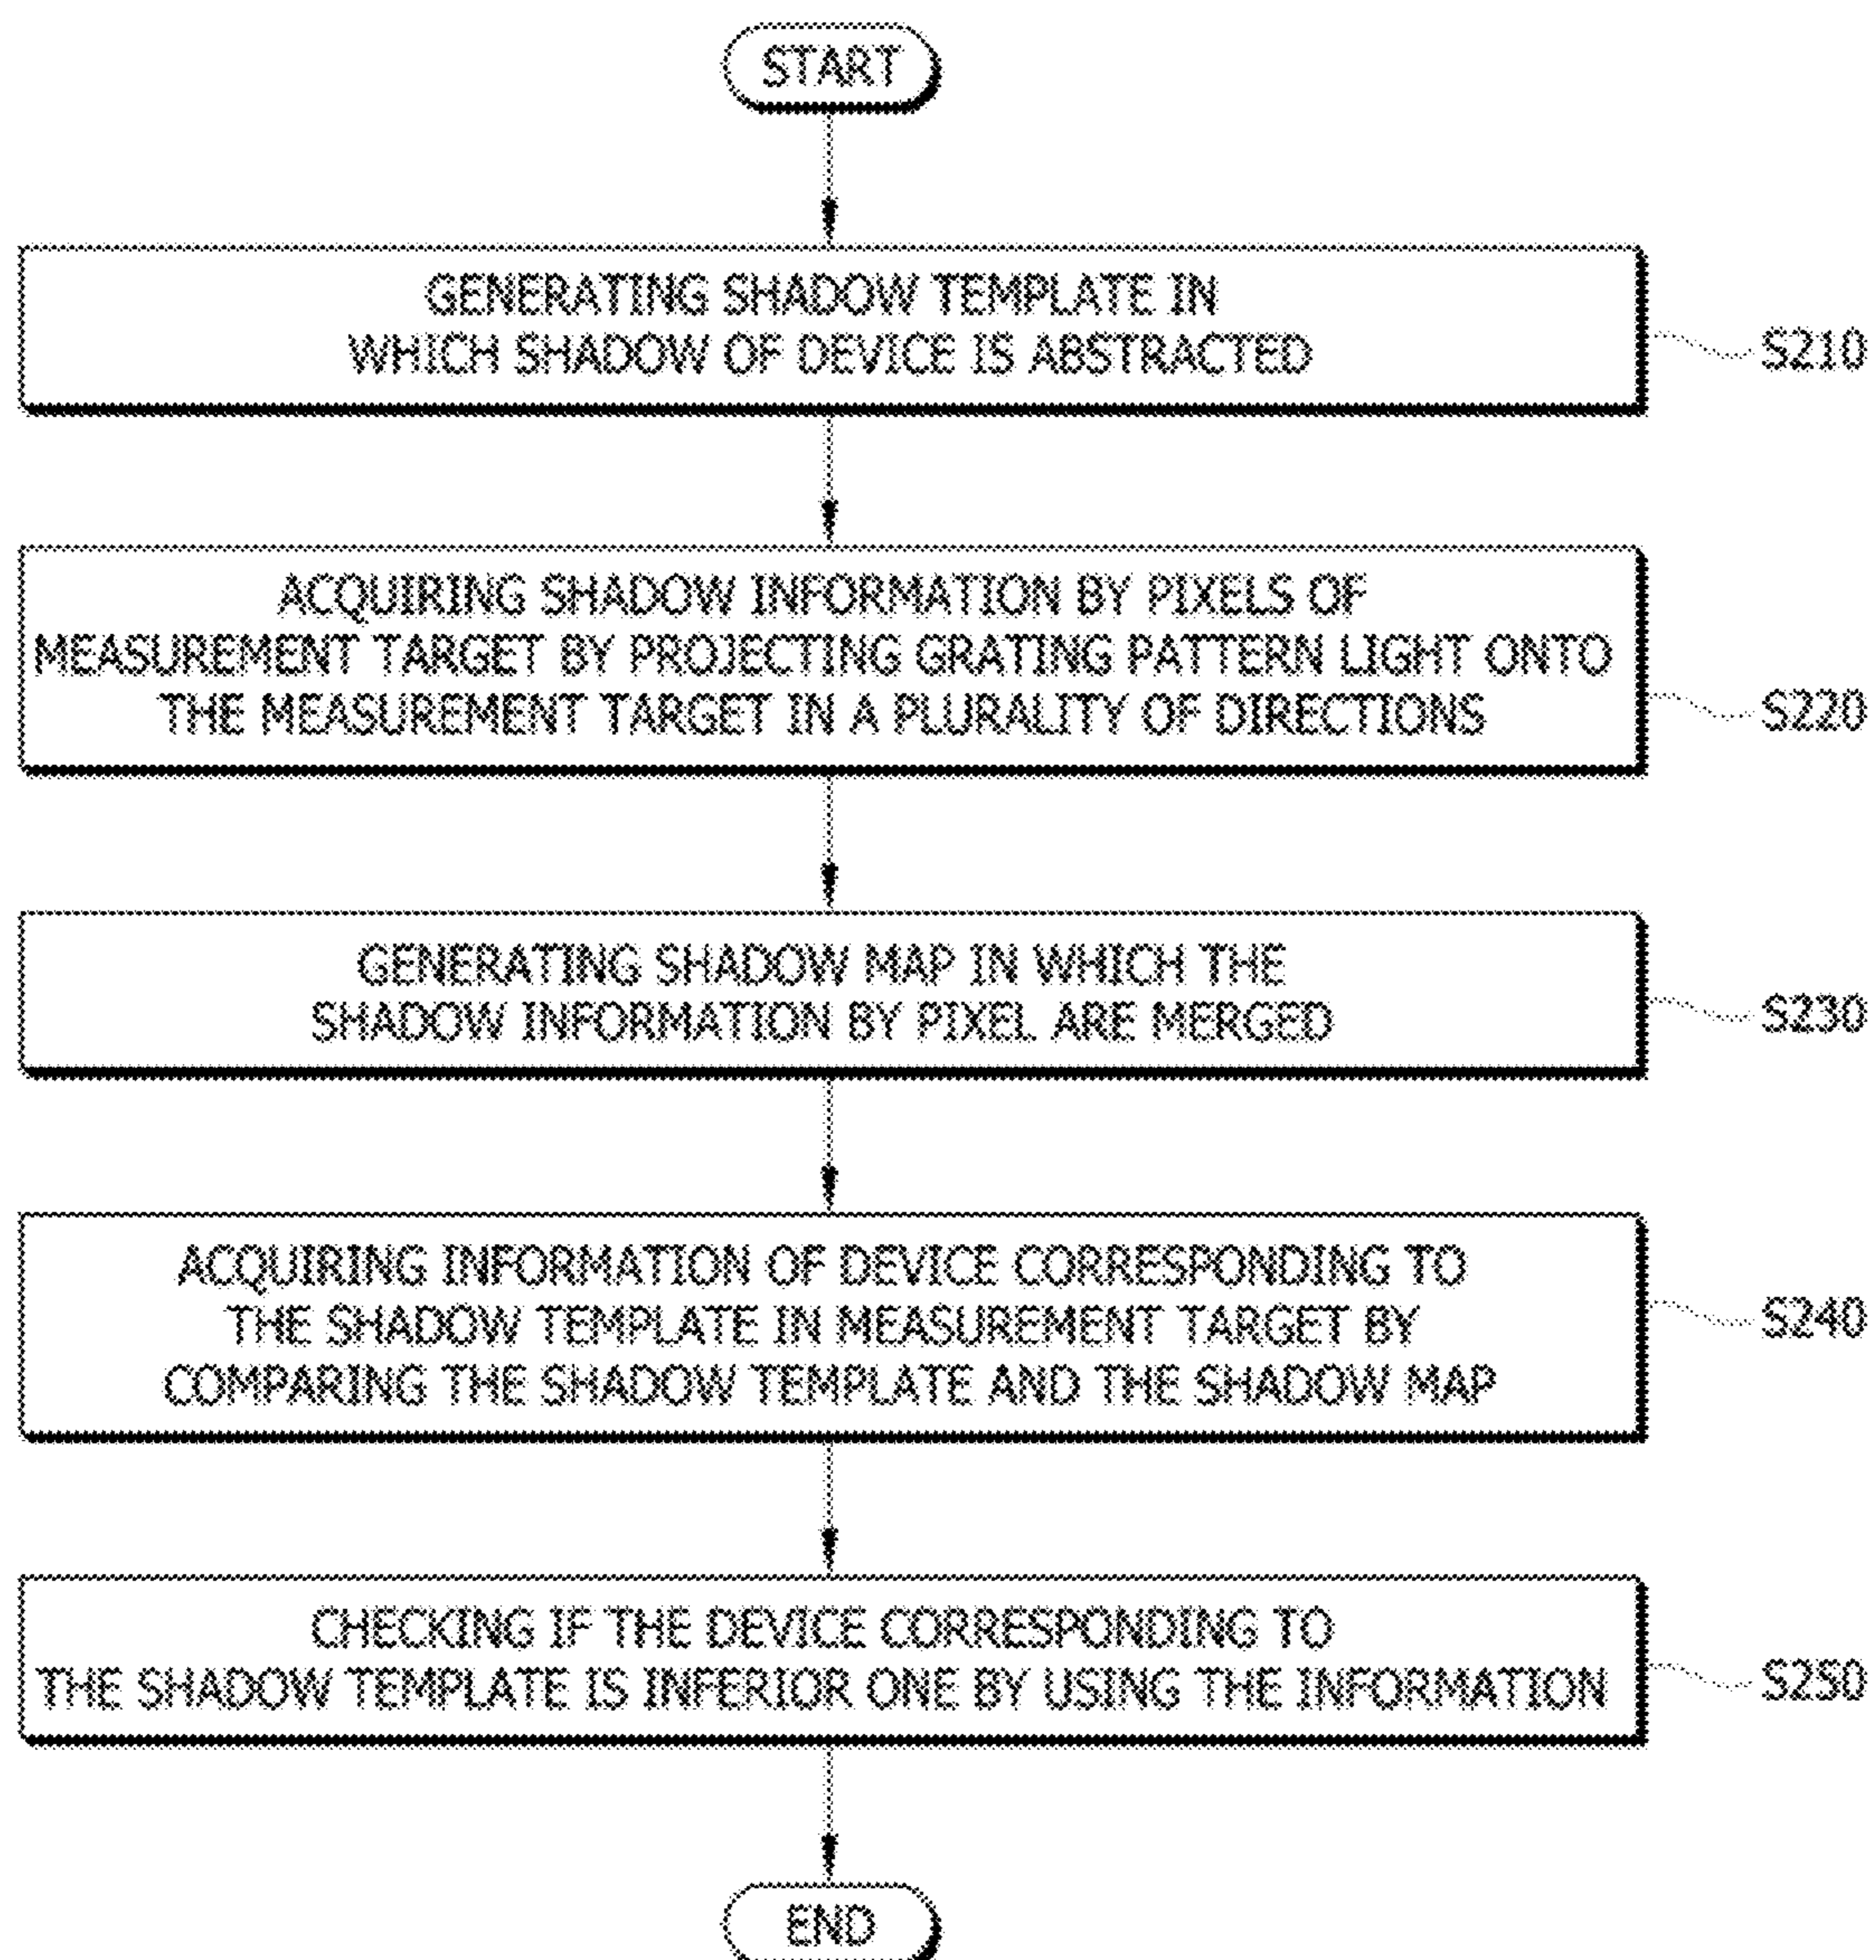 START
GENERATING SHADOW TEMPLATE IN
WHICH SHADOW OF DEVICE IS ABSTRACTED
S210
ACQUIRING SHADOW INFORMATION BY PIXELS OF
MEASUREMENT TARGET BY PROJECTING GRATING PATTERN LIGHT ONTO
THE MEASUREMENT TARGET IN A PLURALITY OF DIRECTIONS
S220
GENERATING SHADOW MAP IN WHICH THE
SHADOW INFORMATION BY PIXEL ARE MERGED
S230
ACQUIRING INFORMATION OF DEVICE CORRESPONDING TO
THE SHADOW TEMPLATE IN MEASUREMENT TARGET BY
COMPARING THE SHADOW TEMPLATE AND THE SHADOW MAP
S240
CHECKING IF THE DEVICE CORRESPONDING TO
THE SHADOW TEMPLATE IS INFERIOR ONE BY USING THE INFORMATION
S250
END